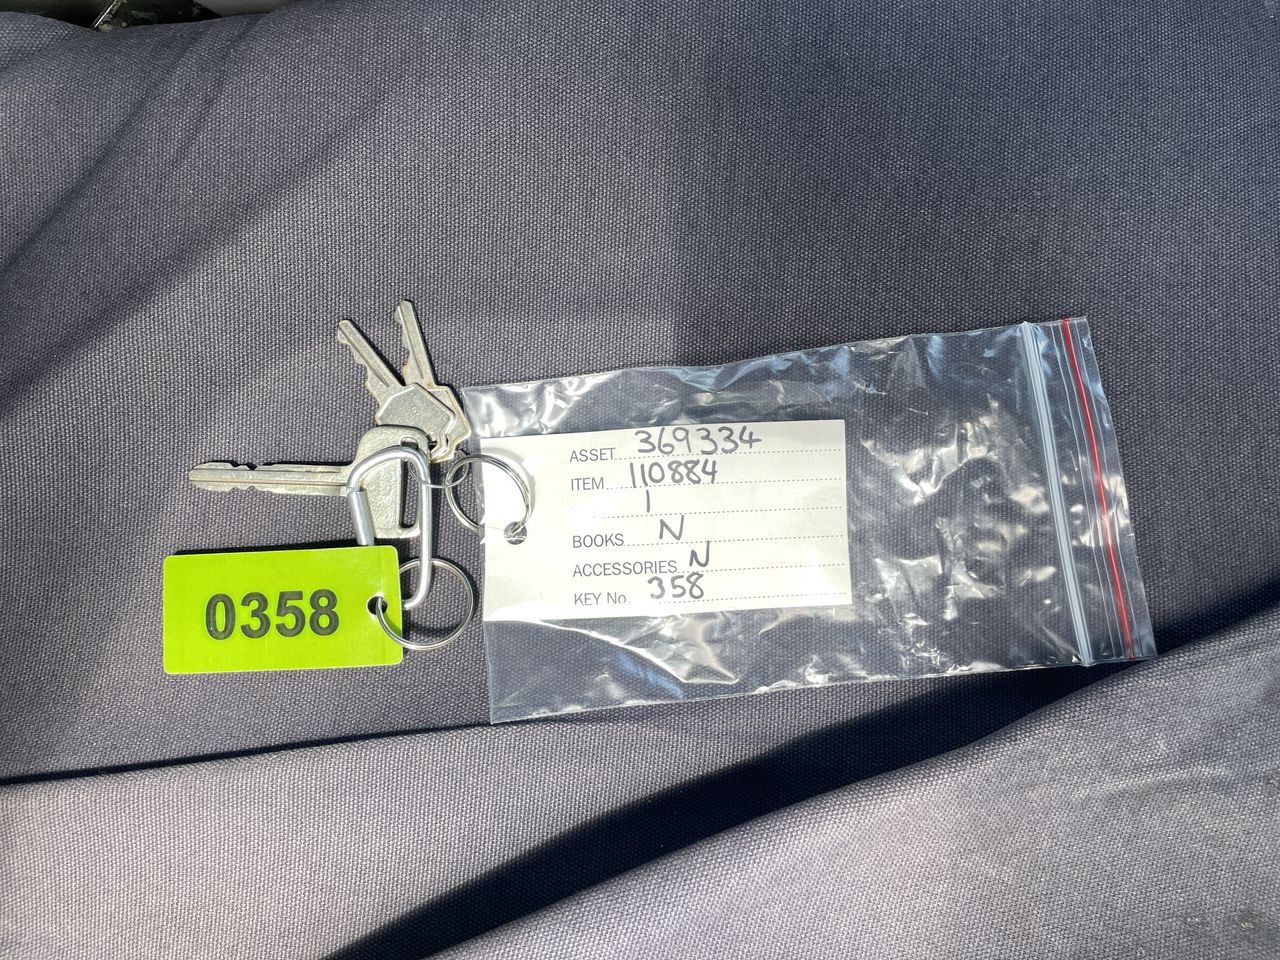 ASSET 369334
ITEM 110884
1
BOOKS N
ACCESSORIES N
KEY No. 358
0358